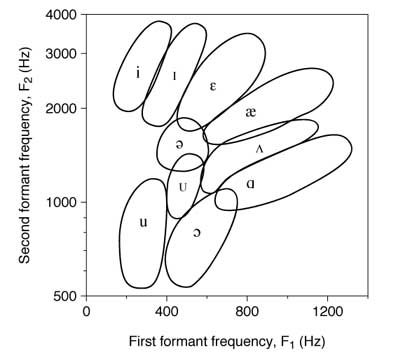 4000
3000
2000
1000
500
Second formant frequency, F2 (Hz)
i
ɪ
ɛ
æ
ə
ʌ
U
ɑ
u
ɔ
0
400
800
1200
First formant frequency, F1 (Hz)